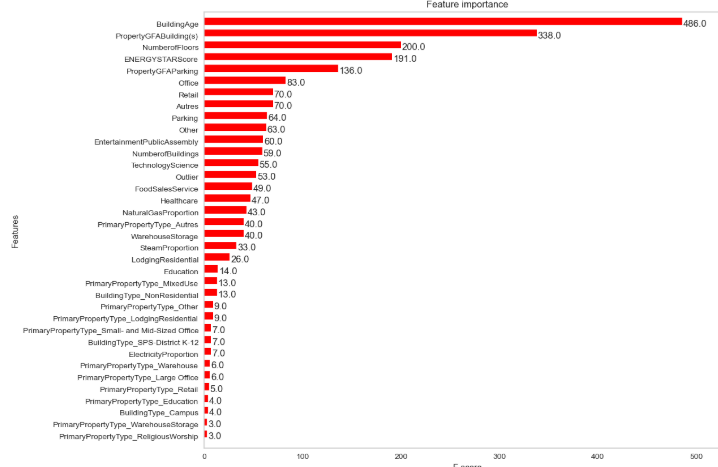 Feature importance
Features
BuildingAge 486.0
PropertyGFABuilding(s) 338.0
NumberofFloors 200.0
ENERGYSTARScore 191.0
PropertyGFAParking 136.0
Office 83.0
Retail 70.0
Autres 70.0
Parking 64.0
Other 63.0
EntertainmentPublicAssembly 60.0
NumberofBuildings 59.0
TechnologyScience 55.0
Outlier 53.0
FoodSalesService 49.0
Healthcare 47.0
NaturalGasProportion 43.0
PrimaryPropertyType_Autres 40.0
WarehouseStorage 40.0
SteamProportion 33.0
LodgingResidential 26.0
Education 14.0
PrimaryPropertyType_MixedUse 13.0
BuildingType_NonResidential 13.0
PrimaryPropertyType_Other 9.0
PrimaryPropertyType_LodgingResidential 9.0
PrimaryPropertyType_Small- and Mid-Sized Office 7.0
BuildingType_SPS-District K-12 7.0
ElectricityProportion 7.0
PrimaryPropertyType_Warehouse 6.0
PrimaryPropertyType_Large Office 6.0
PrimaryPropertyType_Retail 5.0
PrimaryPropertyType_Education 4.0
BuildingType_Campus 4.0
PrimaryPropertyType_WarehouseStorage 3.0
PrimaryPropertyType_ReligiousWorship 3.0
0 100 200 300 400 500
F score